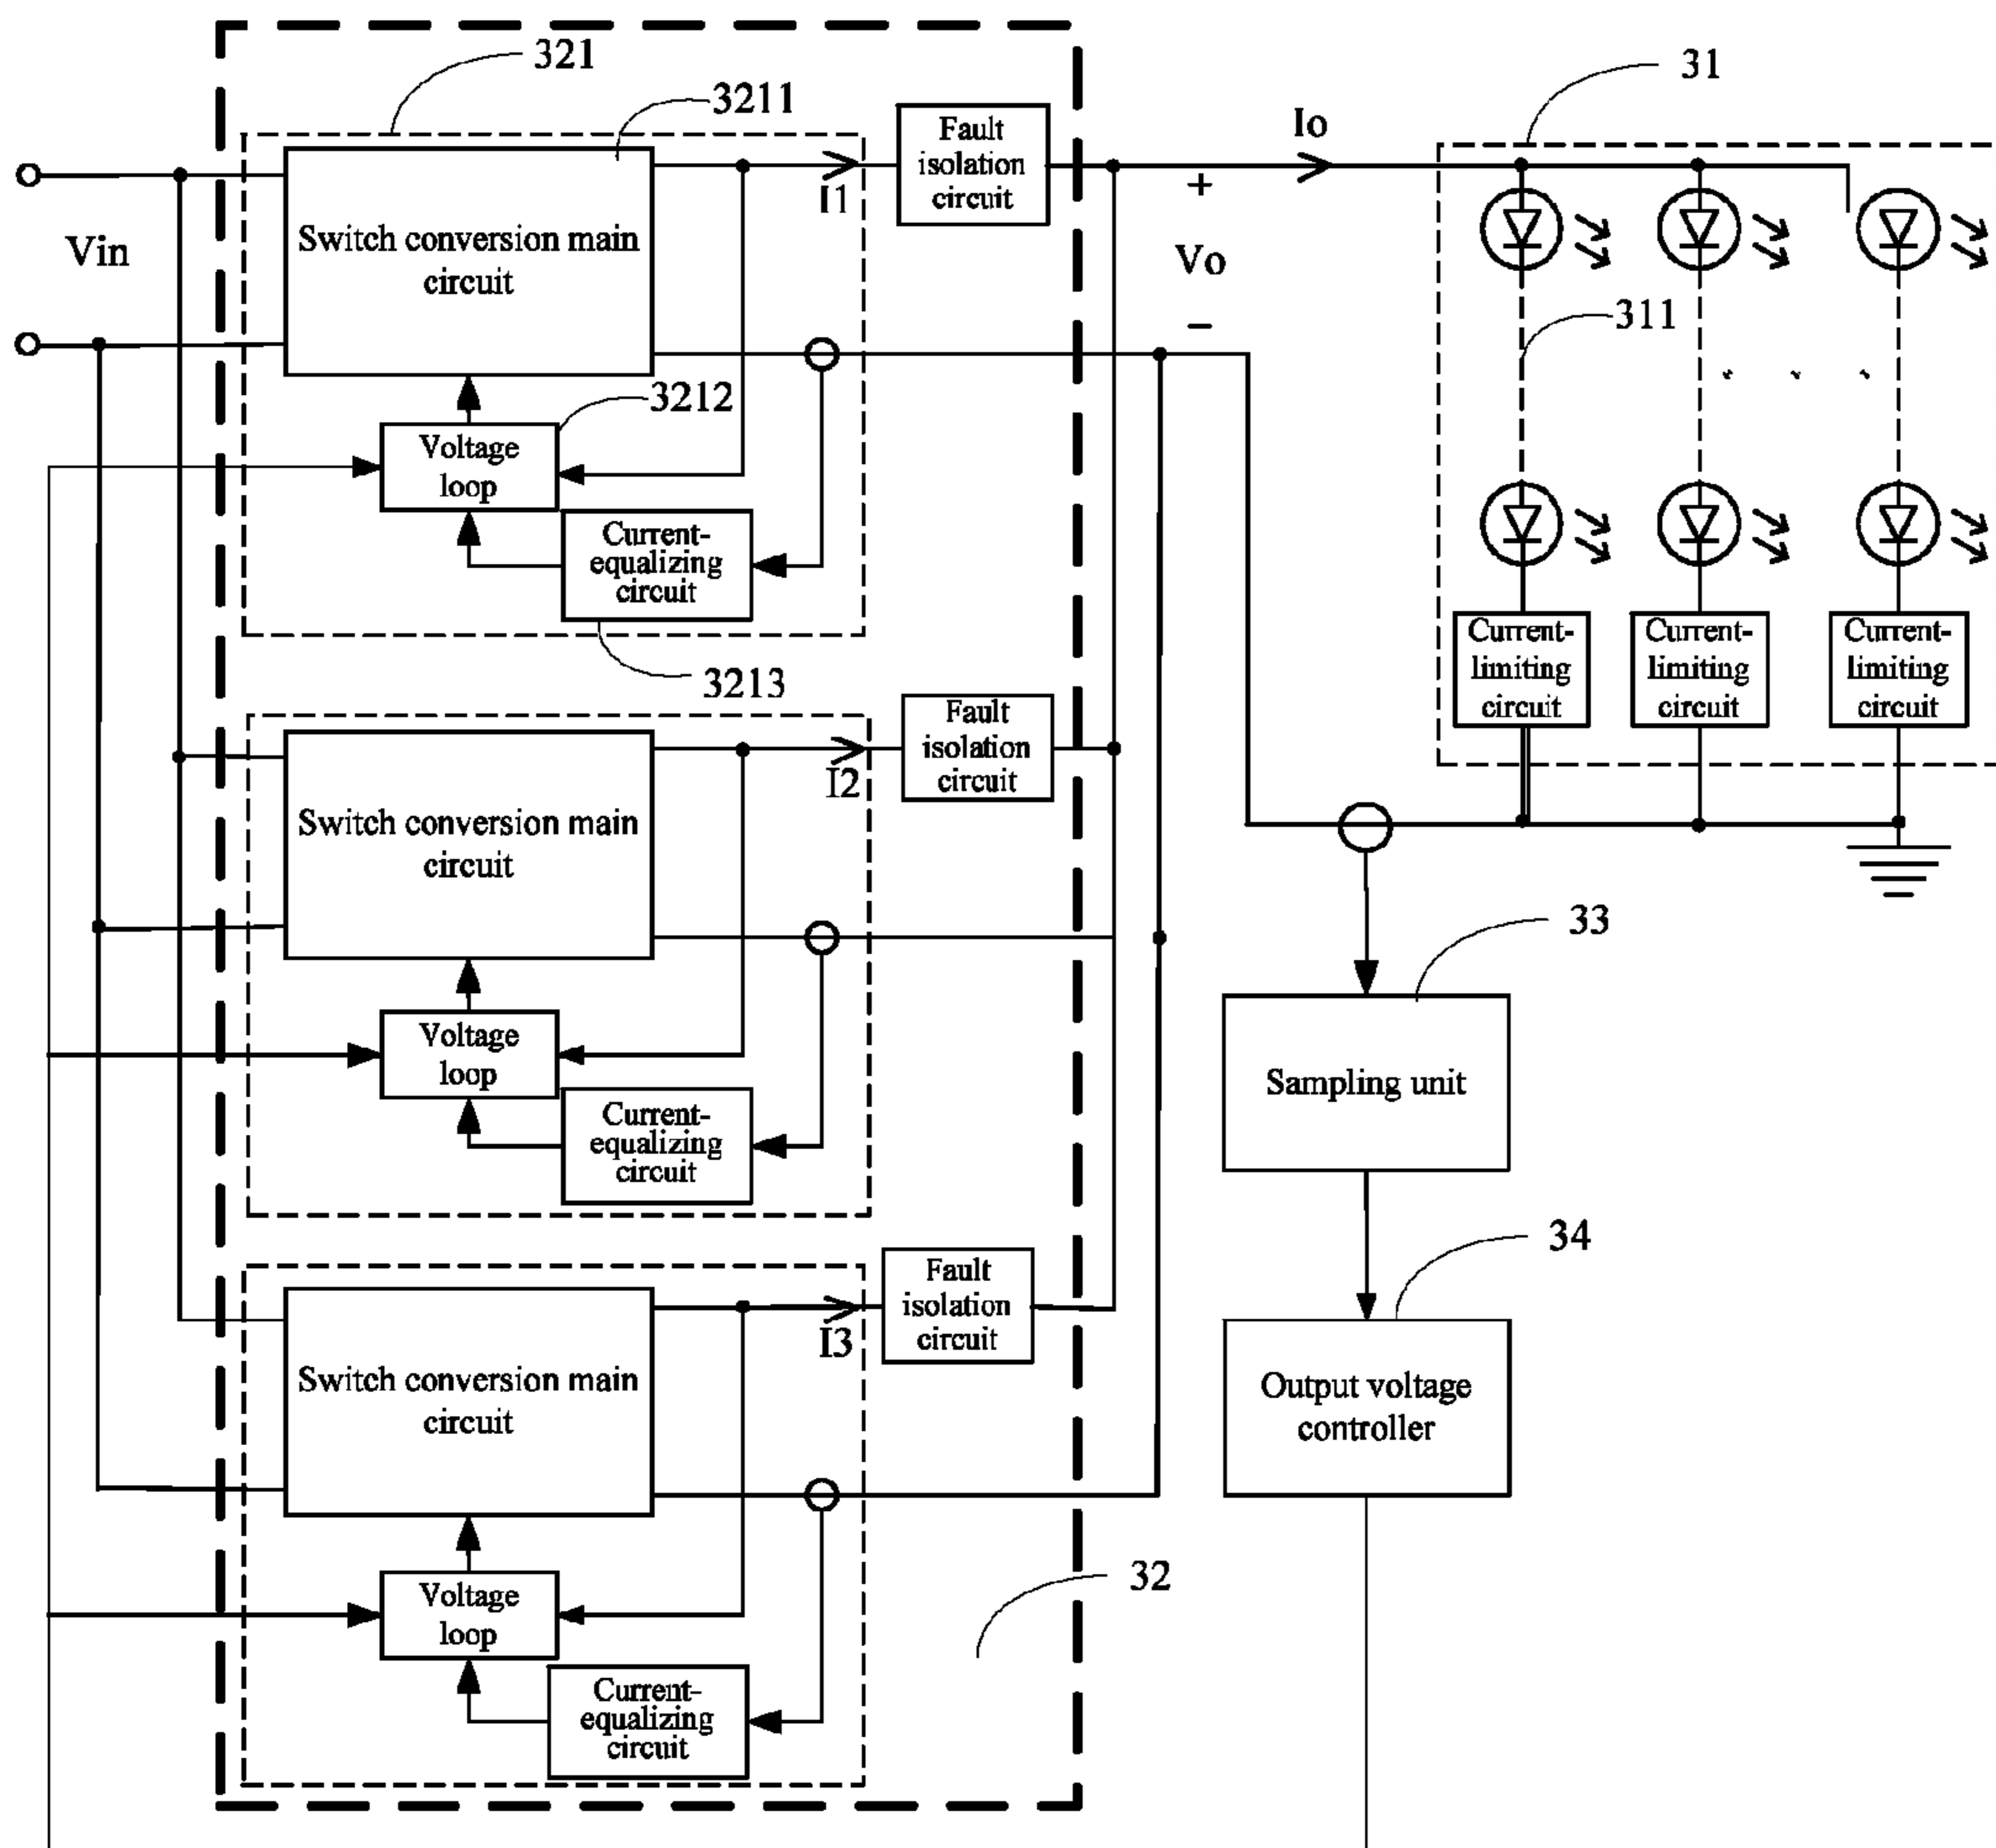 321
3211
31
Fault
isolation
circuit
Io
I1
+
Vin
Switch conversion main
circuit
Vo
−
311
3212
Voltage
loop
Current-
equalizing
circuit
Current-
limiting
circuit
Current-
limiting
circuit
Current-
limiting
circuit
3213
Fault
isolation
circuit
I2
Switch conversion main
circuit
33
Voltage
loop
Sampling unit
Current-
equalizing
circuit
34
Fault
isolation
circuit
I3
Switch conversion main
circuit
Output voltage
controller
32
Voltage
loop
Current-
equalizing
circuit